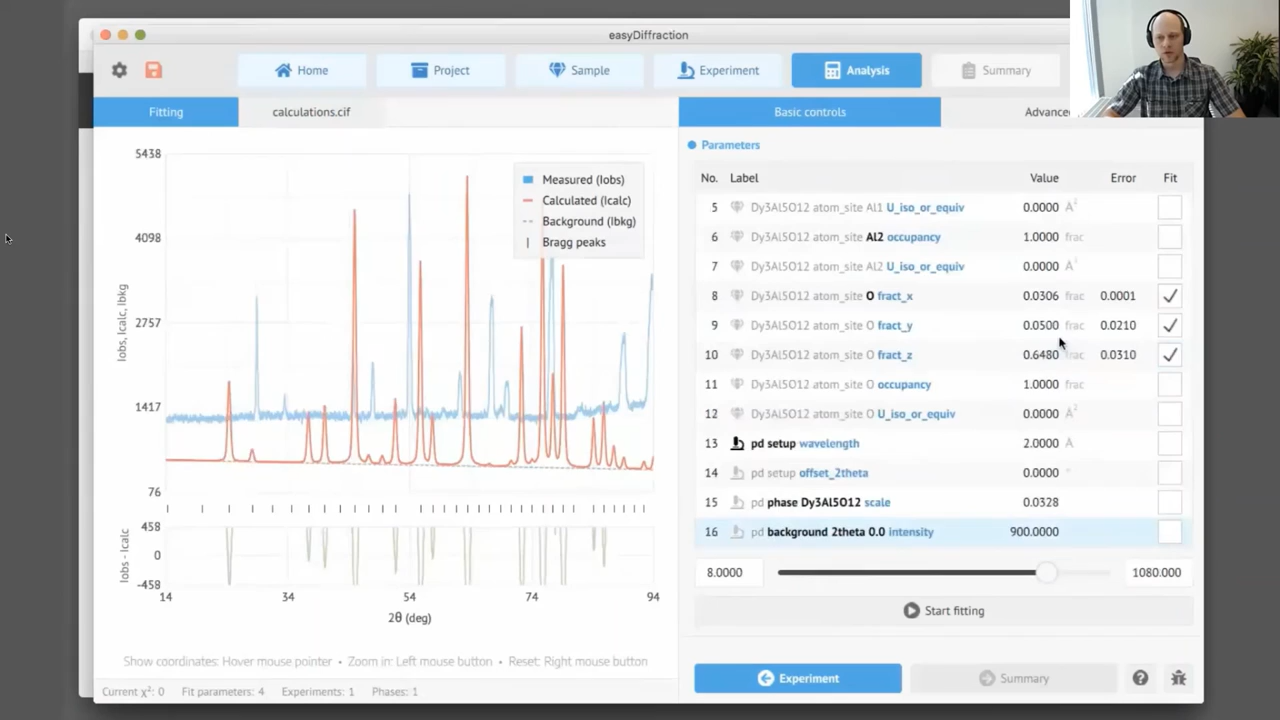 easyDiffraction
Home
Project
Sample
Experiment
Analysis
Summary
Fitting
calculations.cif
Basic controls
5438
4098
2757
1417
76
Iobs, Icalc, Ibkg
Measured (Iobs)
Calculated (Icalc)
Background (Ibkg)
Bragg peaks
458
0
-458
Iobs - Icalc
14 34 54 74 94
2θ (deg)
Show coordinates: Hover mouse pointer • Zoom in: Left mouse button • Reset: Right mouse button
Current χ²: 0 Fit parameters: 4 Experiments: 1 Phases: 1
Parameters
No. Label Value Error Fit
5 Dy3Al5O12 atom_site Al1 U_iso_or_equiv 0.0000 Å²
6 Dy3Al5O12 atom_site Al2 occupancy 1.0000 frac
7 Dy3Al5O12 atom_site Al2 U_iso_or_equiv 0.0000 Å²
8 Dy3Al5O12 atom_site O fract_x 0.0306 frac 0.0001
9 Dy3Al5O12 atom_site O fract_y 0.0500 frac 0.0210
10 Dy3Al5O12 atom_site O fract_z 0.6480 frac 0.0310
11 Dy3Al5O12 atom_site O occupancy 1.0000 frac
12 Dy3Al5O12 atom_site O U_iso_or_equiv 0.0000 Å²
13 pd setup wavelength 2.0000 Å
14 pd setup offset_2theta 0.0000 °
15 pd phase Dy3Al5O12 scale 0.0328
16 pd background 2theta 0.0 intensity 900.0000
8.0000 1080.000
Start fitting
Experiment
Summary